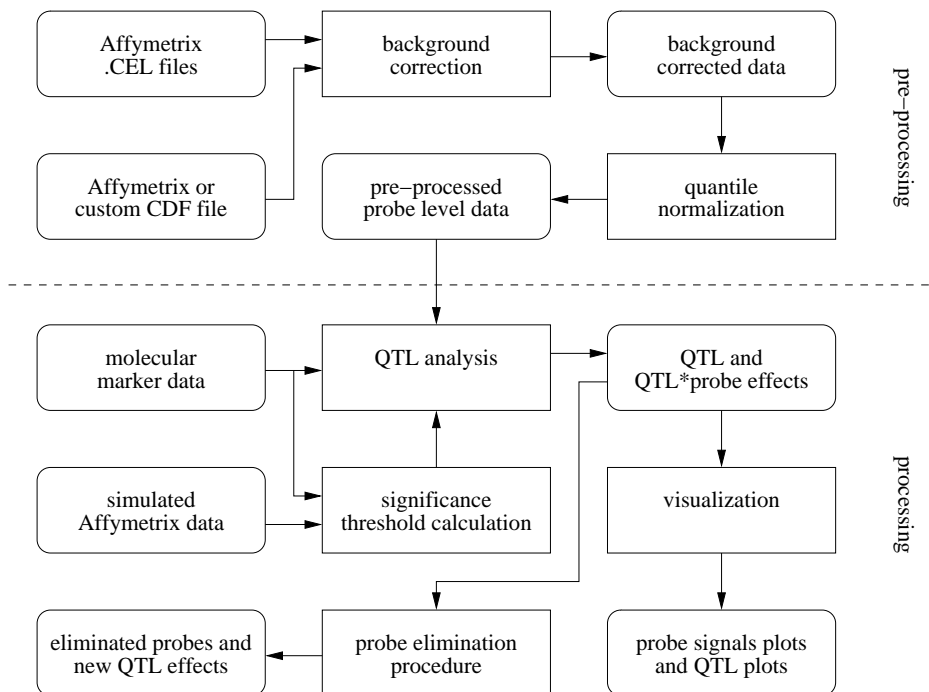 Affymetrix
.CEL files
background
correction
background
corrected data
pre−processing
Affymetrix or
custom CDF file
pre−processed
probe level data
quantile
normalization
molecular
marker data
QTL analysis
QTL and
QTL*probe effects
simulated
Affymetrix data
significance
threshold calculation
visualization
processing
eliminated probes and
new QTL effects
probe elimination
procedure
probe signals plots
and QTL plots